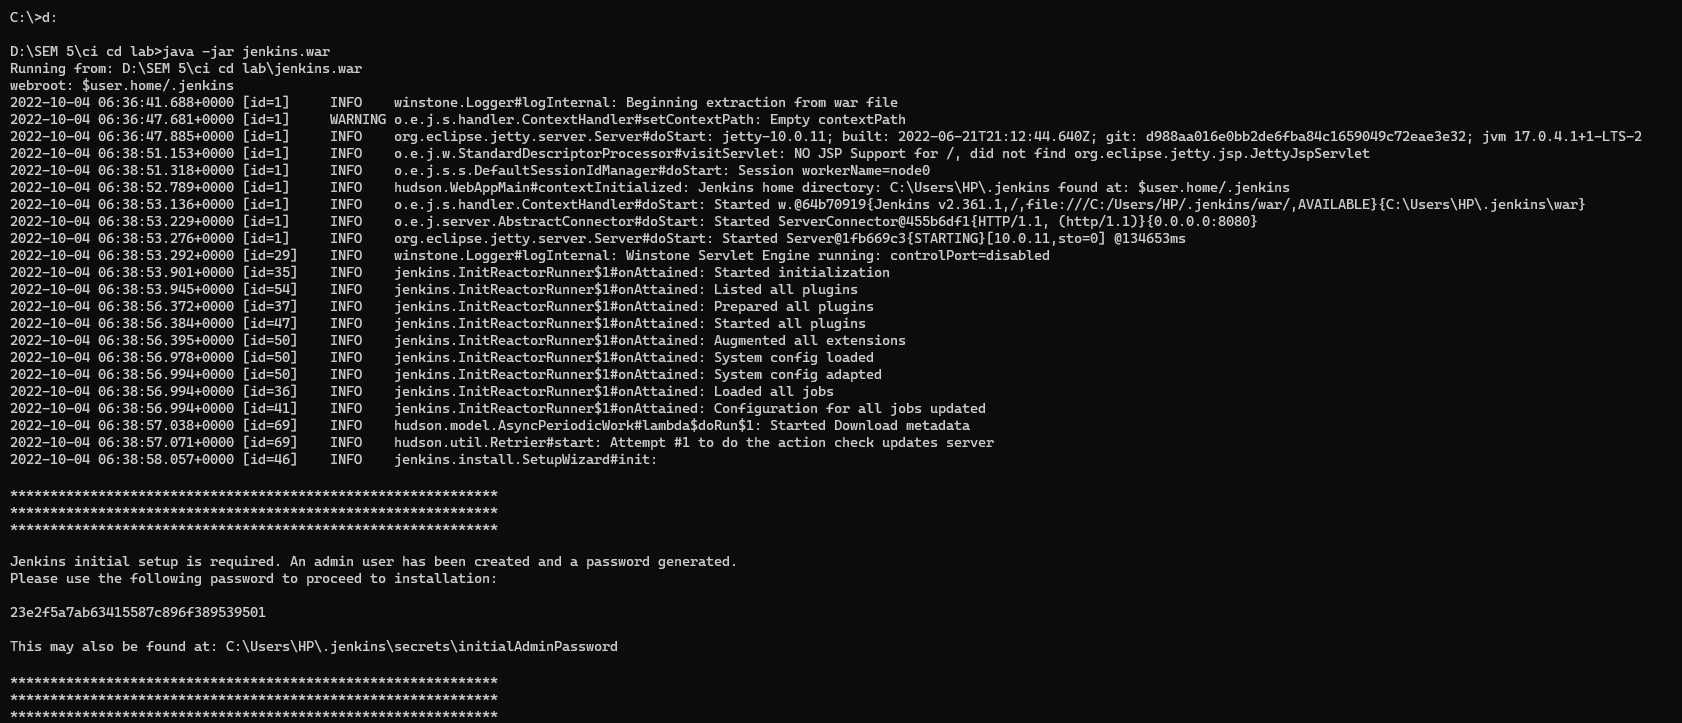 C:\>d:
D:\SEM 5\ci cd lab>java -jar jenkins.war
Running from: D:\SEM 5\ci cd lab\jenkins.war
webroot: $user.home/.jenkins
2022-10-04 06:36:41.688+0000 [id=1]     INFO    winstone.Logger#logInternal: Beginning extraction from war file
2022-10-04 06:36:47.681+0000 [id=1]     WARNING o.e.j.s.handler.ContextHandler#setContextPath: Empty contextPath
2022-10-04 06:36:47.885+0000 [id=1]     INFO    org.eclipse.jetty.server.Server#doStart: jetty-10.0.11; built: 2022-06-21T21:12:44.640Z; git: d988aa016e0bb2de6fba84c1659049c72eae3e32; jvm 17.0.4.1+1-LTS-2
2022-10-04 06:38:51.153+0000 [id=1]     INFO    o.e.j.w.StandardDescriptorProcessor#visitServlet: NO JSP Support for /, did not find org.eclipse.jetty.jsp.JettyJspServlet
2022-10-04 06:38:51.318+0000 [id=1]     INFO    o.e.j.s.s.DefaultSessionIdManager#doStart: Session workerName=node0
2022-10-04 06:38:52.789+0000 [id=1]     INFO    hudson.WebAppMain#contextInitialized: Jenkins home directory: C:\Users\HP\.jenkins found at: $user.home/.jenkins
2022-10-04 06:38:53.136+0000 [id=1]     INFO    o.e.j.s.handler.ContextHandler#doStart: Started w.@64b70919{Jenkins v2.361.1,/,file:///C:/Users/HP/.jenkins/war/,AVAILABLE}{C:\Users\HP\.jenkins\war}
2022-10-04 06:38:53.229+0000 [id=1]     INFO    o.e.j.server.AbstractConnector#doStart: Started ServerConnector@455b6df1{HTTP/1.1, (http/1.1)}{0.0.0.0:8080}
2022-10-04 06:38:53.276+0000 [id=1]     INFO    org.eclipse.jetty.server.Server#doStart: Started Server@1fb669c3{STARTING}[10.0.11,sto=0] @134653ms
2022-10-04 06:38:53.292+0000 [id=29]    INFO    winstone.Logger#logInternal: Winstone Servlet Engine running: controlPort=disabled
2022-10-04 06:38:53.901+0000 [id=35]    INFO    jenkins.InitReactorRunner$1#onAttained: Started initialization
2022-10-04 06:38:53.945+0000 [id=54]    INFO    jenkins.InitReactorRunner$1#onAttained: Listed all plugins
2022-10-04 06:38:56.372+0000 [id=37]    INFO    jenkins.InitReactorRunner$1#onAttained: Prepared all plugins
2022-10-04 06:38:56.384+0000 [id=47]    INFO    jenkins.InitReactorRunner$1#onAttained: Started all plugins
2022-10-04 06:38:56.395+0000 [id=50]    INFO    jenkins.InitReactorRunner$1#onAttained: Augmented all extensions
2022-10-04 06:38:56.978+0000 [id=50]    INFO    jenkins.InitReactorRunner$1#onAttained: System config loaded
2022-10-04 06:38:56.994+0000 [id=50]    INFO    jenkins.InitReactorRunner$1#onAttained: System config adapted
2022-10-04 06:38:56.994+0000 [id=36]    INFO    jenkins.InitReactorRunner$1#onAttained: Loaded all jobs
2022-10-04 06:38:56.994+0000 [id=41]    INFO    jenkins.InitReactorRunner$1#onAttained: Configuration for all jobs updated
2022-10-04 06:38:57.038+0000 [id=69]    INFO    hudson.model.AsyncPeriodicWork#lambda$doRun$1: Started Download metadata
2022-10-04 06:38:57.071+0000 [id=69]    INFO    hudson.util.Retrier#start: Attempt #1 to do the action check updates server
2022-10-04 06:38:58.057+0000 [id=46]    INFO    jenkins.install.SetupWizard#init:
*************************************************************
*************************************************************
*************************************************************
Jenkins initial setup is required. An admin user has been created and a password generated.
Please use the following password to proceed to installation:
23e2f5a7ab63415587c896f389539501
This may also be found at: C:\Users\HP\.jenkins\secrets\initialAdminPassword
*************************************************************
*************************************************************
*************************************************************